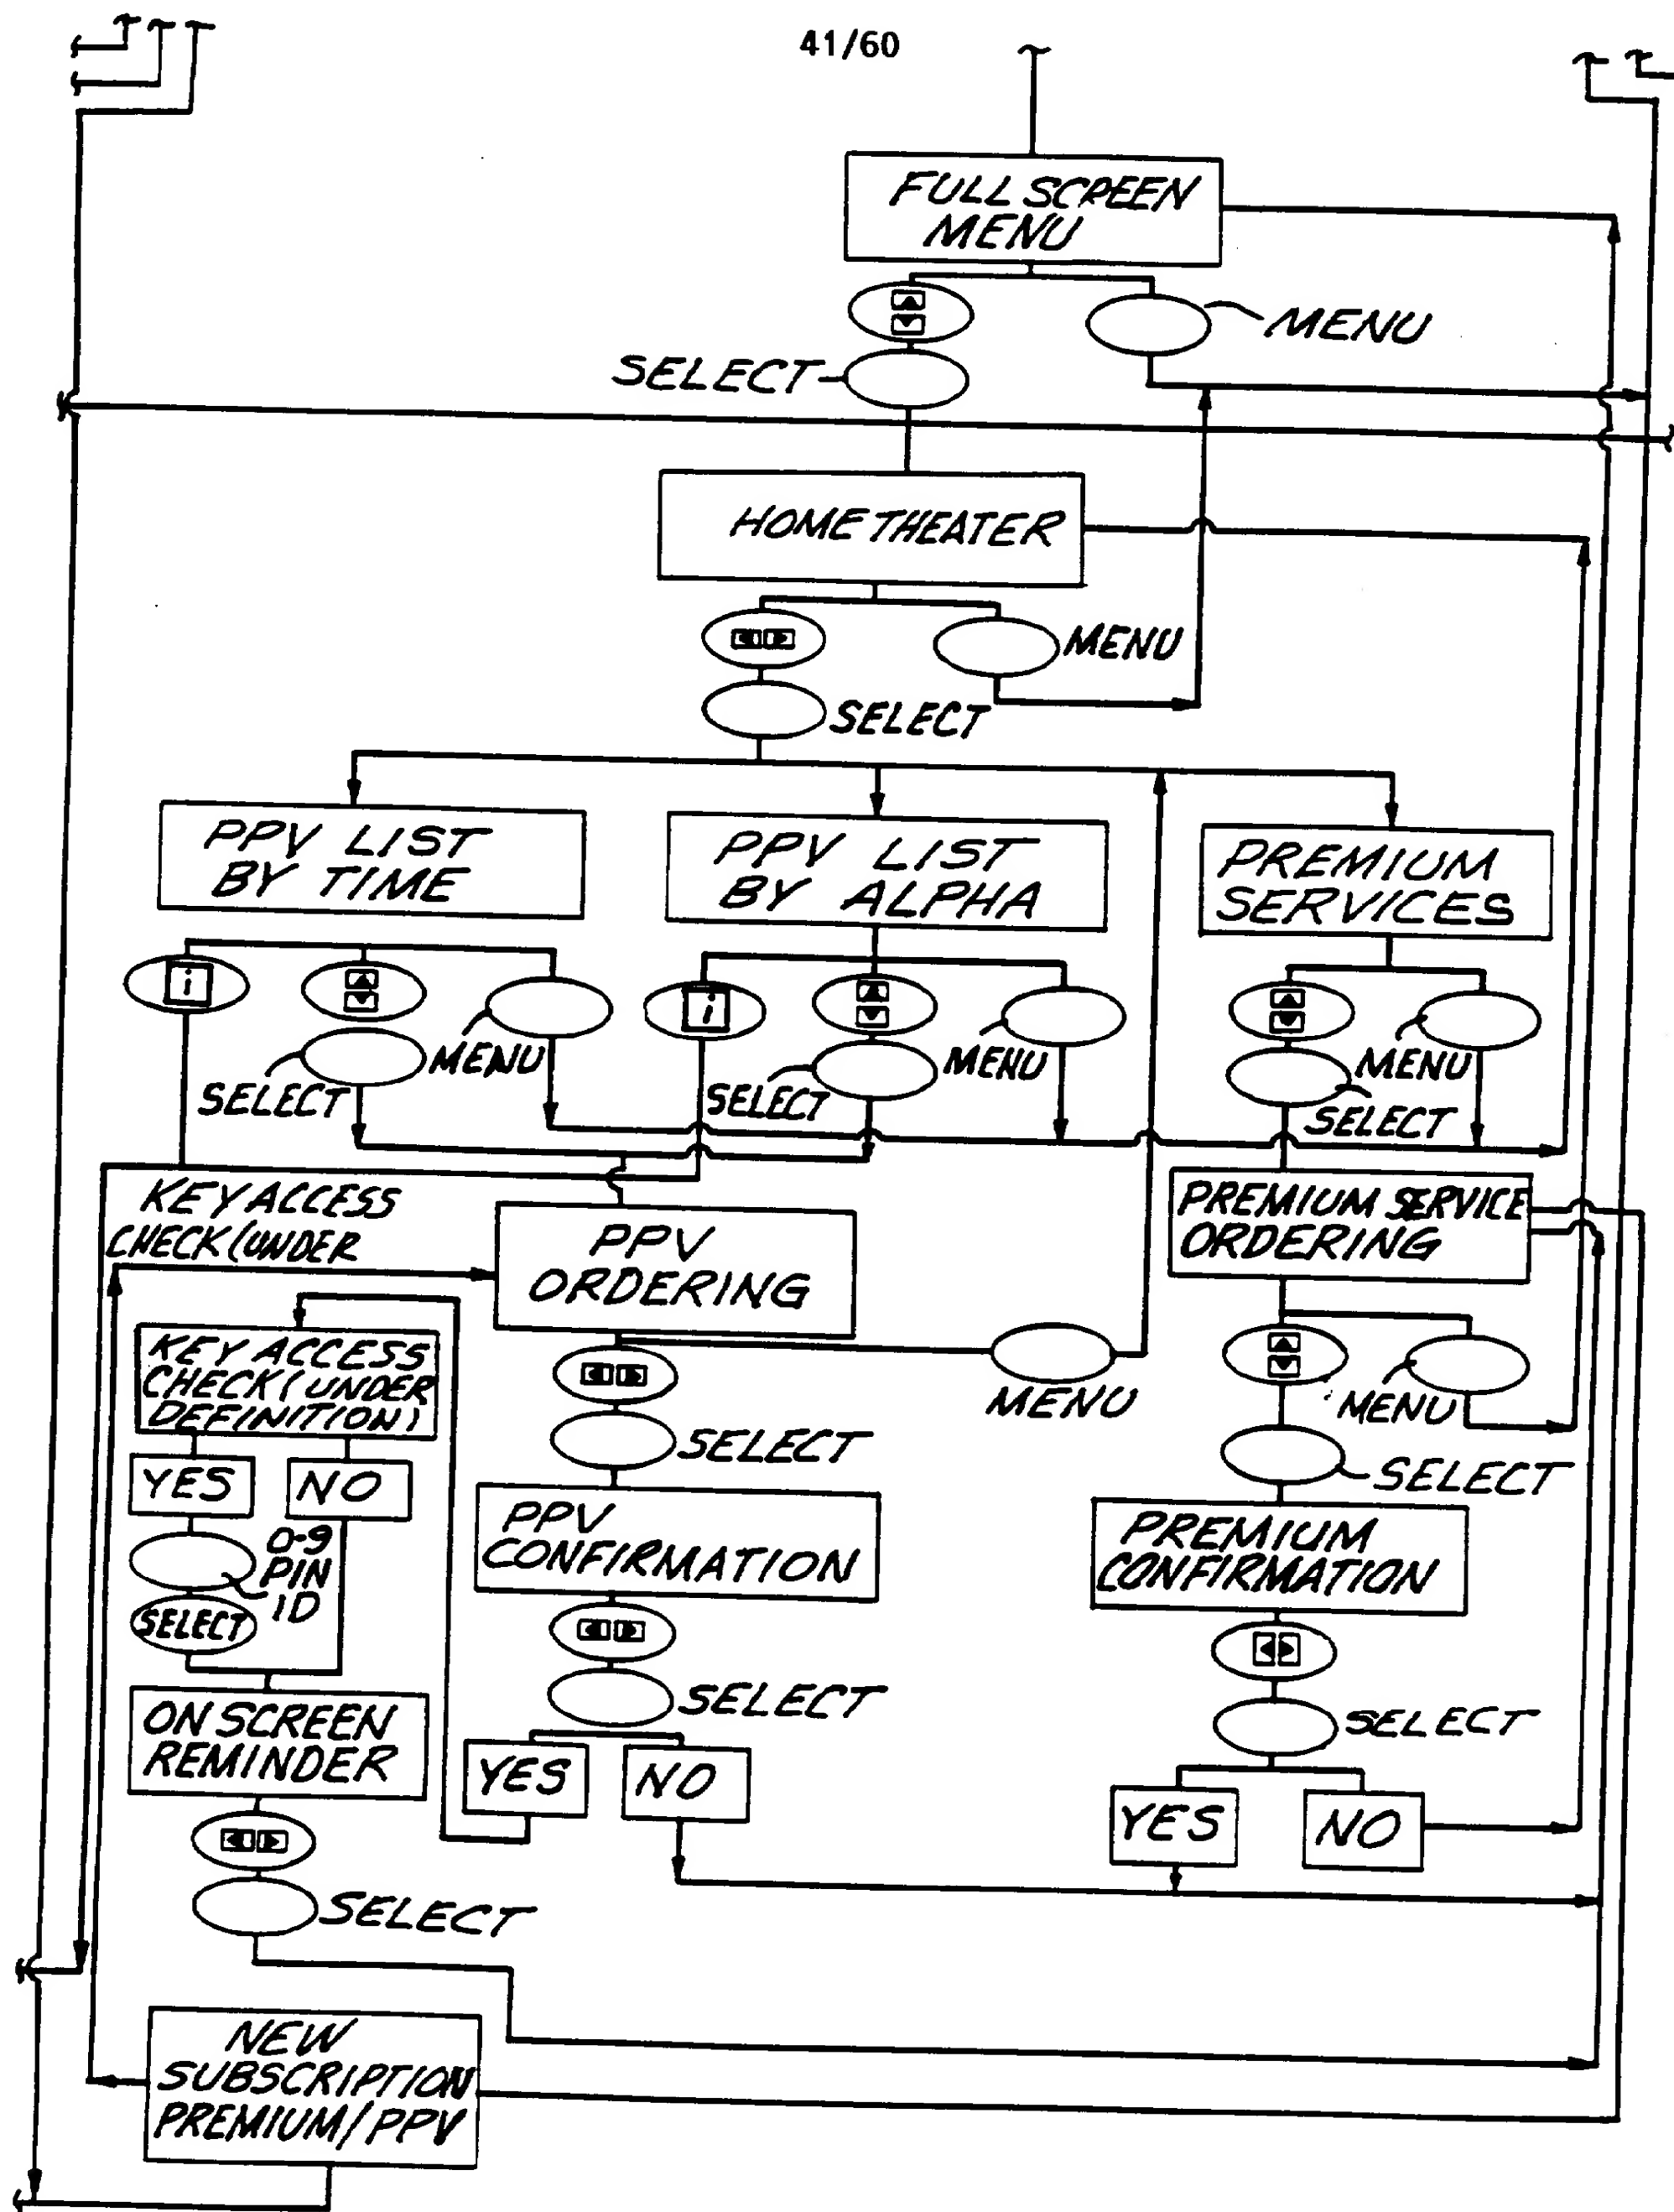 41/60
FULL SCREEN
MENU
MENU
SELECT
HOME THEATER
MENU
SELECT
PPV LIST
BY TIME
PPV LIST
BY ALPHA
PREMIUM
SERVICES
i
i
MENU
MENU
MENU
SELECT
SELECT
SELECT
KEY ACCESS
CHECK (UNDER
PPV
ORDERING
PREMIUM SERVICE
ORDERING
KEY ACCESS
CHECK (UNDER
DEFINITION)
MENU
MENU
YES
NO
SELECT
SELECT
0-9
PIN
ID
SELECT
PPV
CONFIRMATION
PREMIUM
CONFIRMATION
ON SCREEN
REMINDER
SELECT
SELECT
YES
NO
YES
NO
SELECT
NEW
SUBSCRIPTION
PREMIUM/PPV